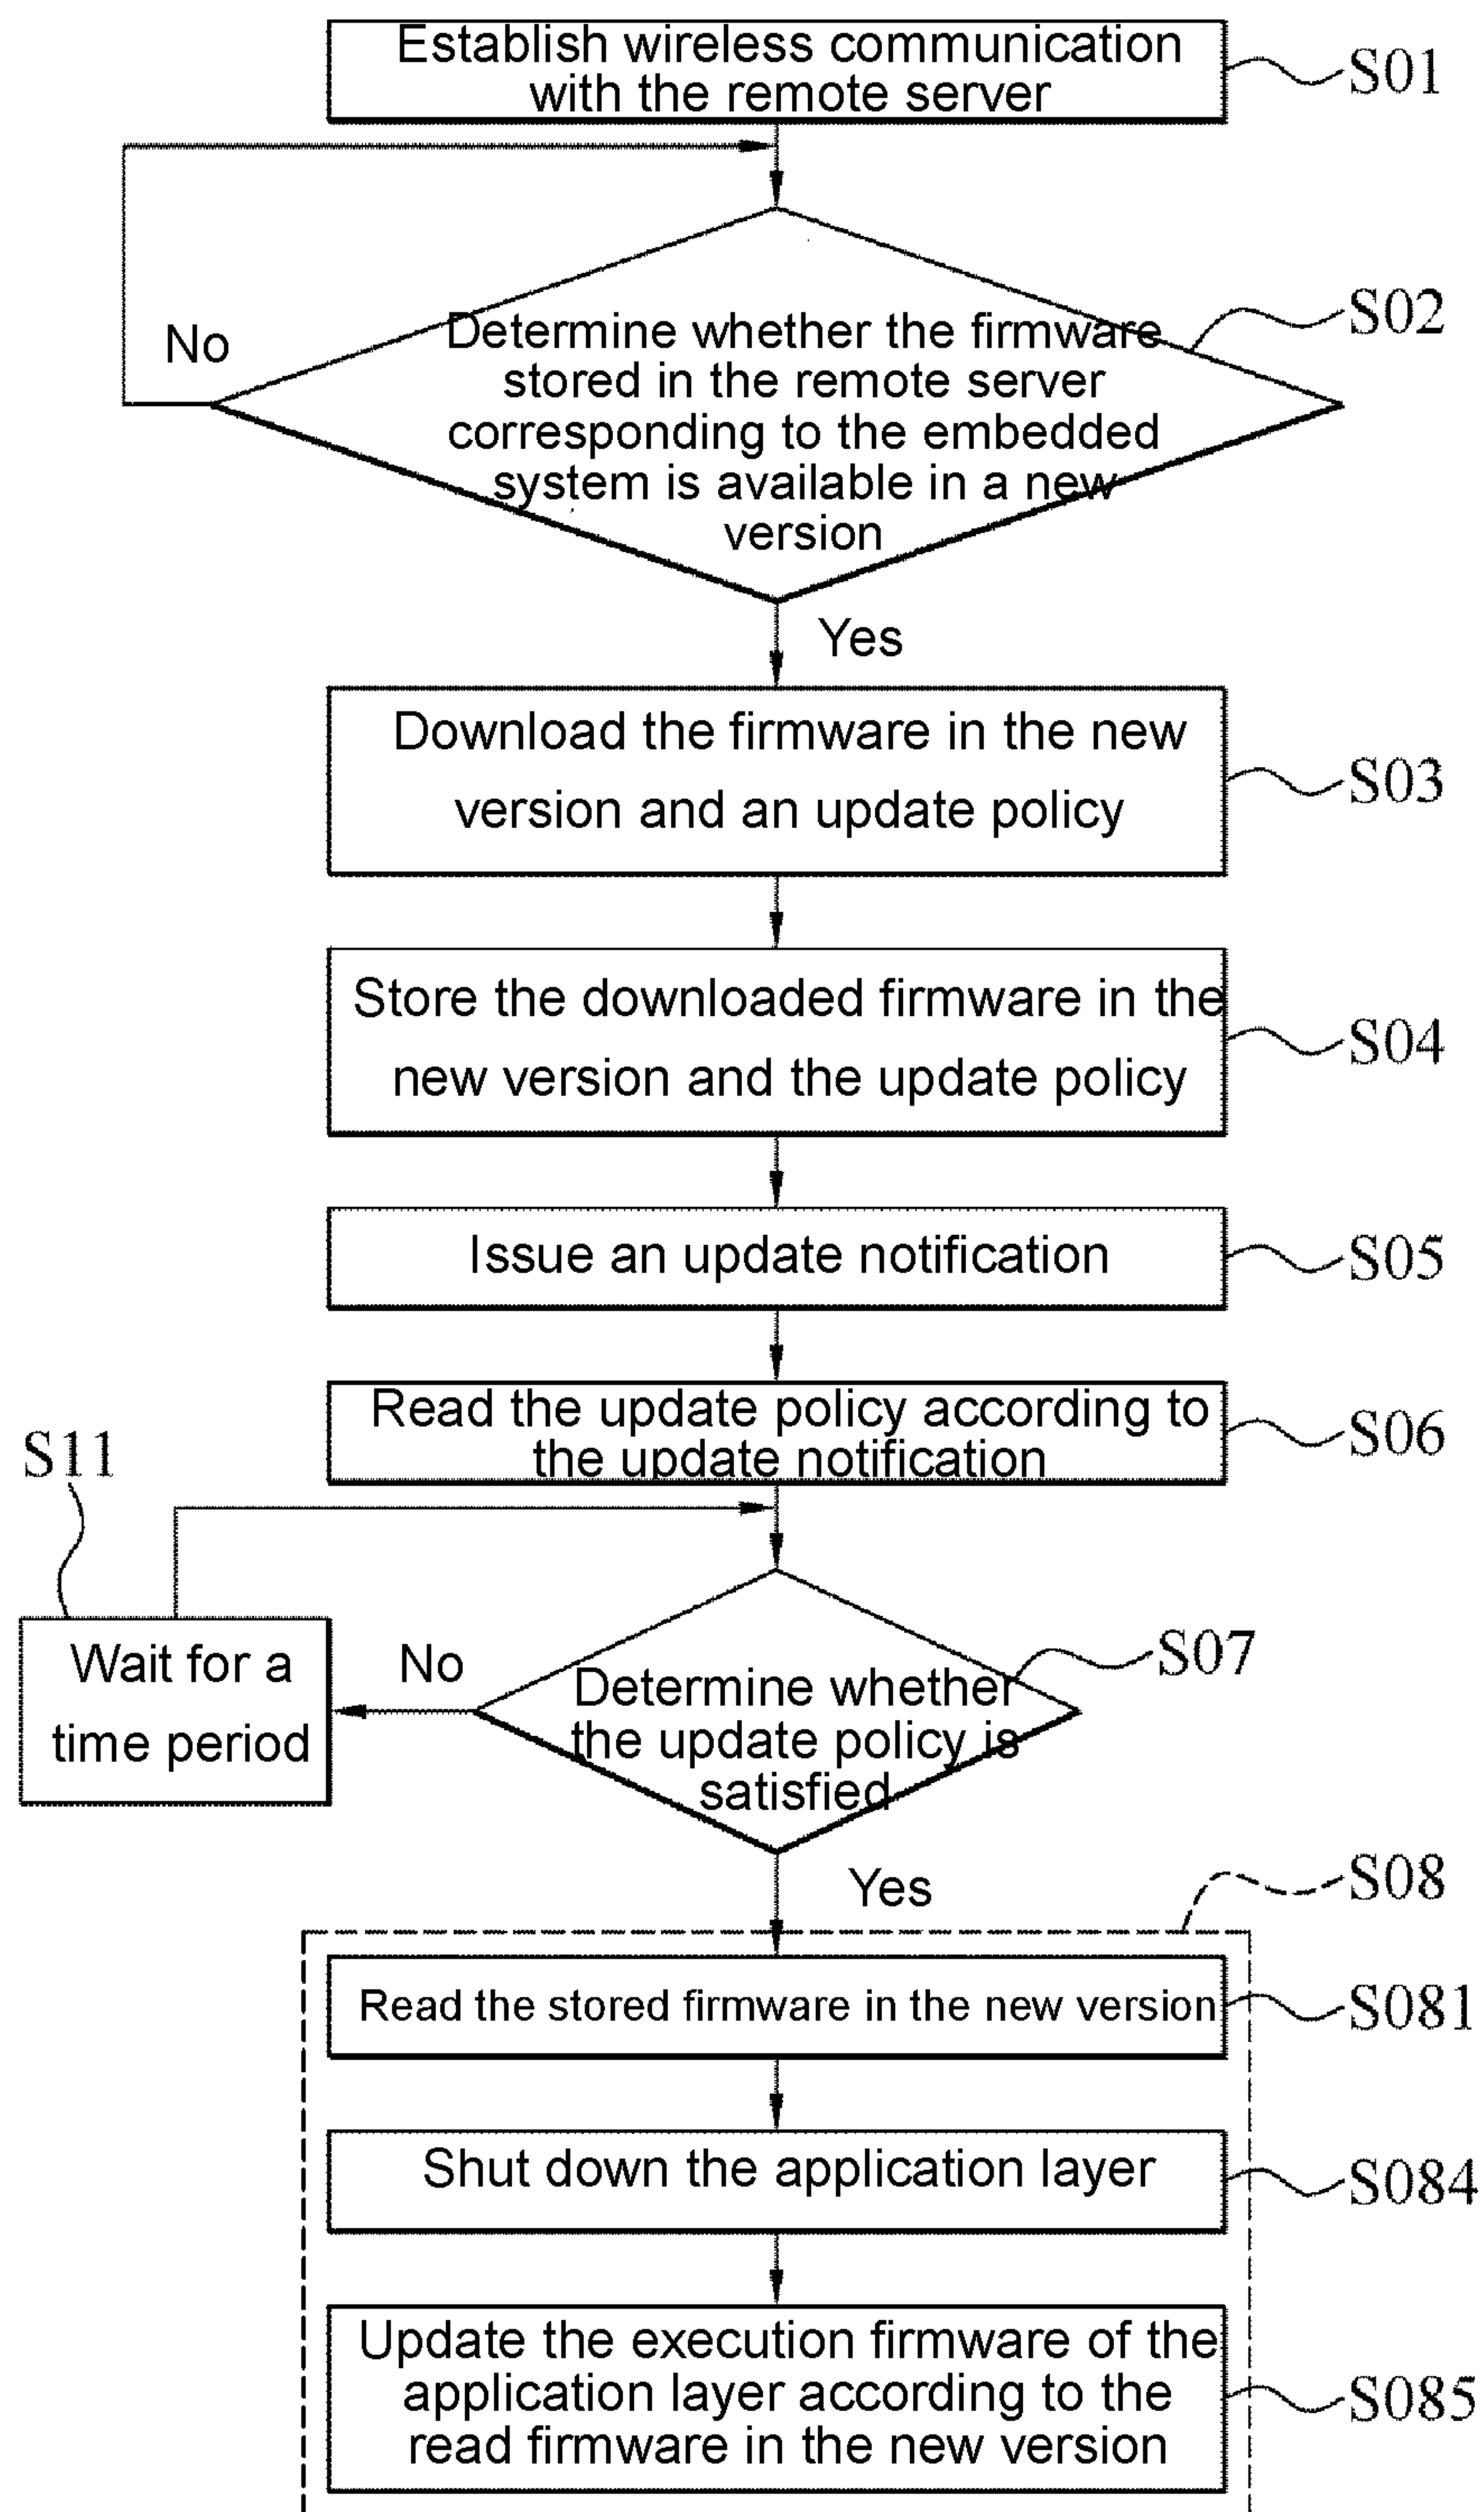 Establish wireless communication
with the remote server
S01
No
Determine whether the firmware
stored in the remote server
corresponding to the embedded
system is available in a new
version
S02
Yes
Download the firmware in the new
version and an update policy
S03
Store the downloaded firmware in the
new version and the update policy
S04
Issue an update notification
S05
Read the update policy according to
the update notification
S06
S11
Wait for a
time period
No
Determine whether
the update policy is
satisfied
S07
Yes
S08
Read the stored firmware in the new version
S081
Shut down the application layer
S084
Update the execution firmware of the
application layer according to the
read firmware in the new version
S085